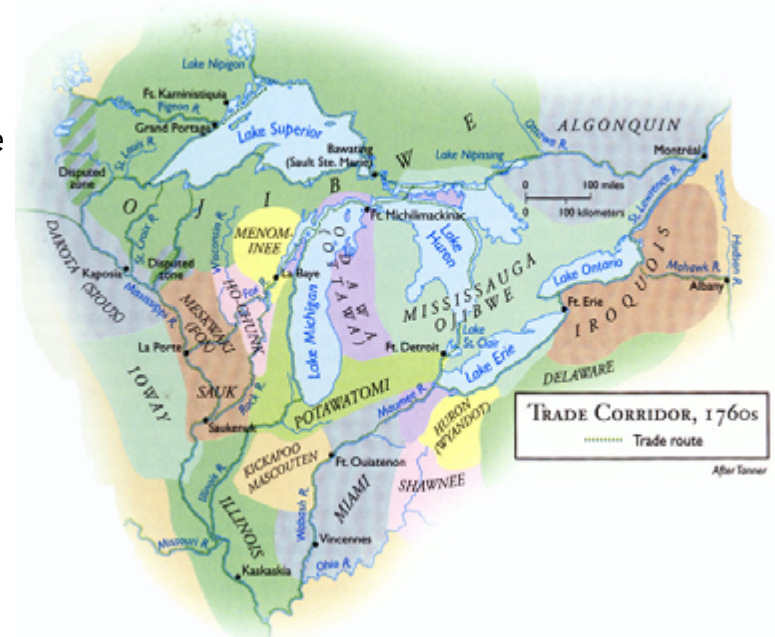 e
Lake Nipigon
Ft. Kaministiquia
Pigeon R.
Grand Portage
Lake Superior
St. Louis R.
Disputed
zone
Bawating
(Sault Ste. Marie)
OJIBWE
Lake Nipissing
Ottawa R.
ALGONQUIN
Montréal
0 100 miles
0 100 kilometers
St. Lawrence R.
DAKOTA
(SIOUX)
St. Croix R.
Kaposia
Disputed
zone
Mississippi R.
Wisconsin R.
MENOM-
INEE
Fox R.
La Baye
HO-CHUNK
MESKWAKI
(FOX)
Ft. Michilimackinac
ODAWA
(OTTAWA)
Lake
Huron
Lake Michigan
MISSISSAUGA
OJIBWE
Lake Ontario
IROQUOIS
Mohawk R.
Hudson R.
Albany
Ft. Erie
La Porte
IOWAY
SAUK
Rock R.
Saukenuk
Ft. Detroit
Lake
St. Clair
Lake Erie
DELAWARE
POTAWATOMI
Maumee R.
HURON
(WYANDOT)
KICKAPOO
MASCOUTEN
Ft. Ouiatenon
MIAMI
SHAWNEE
Illinois R.
ILLINOIS
Wabash R.
Vincennes
Missouri R.
Kaskaskia
Ohio R.
TRADE CORRIDOR, 1760s
Trade route
After Tanner